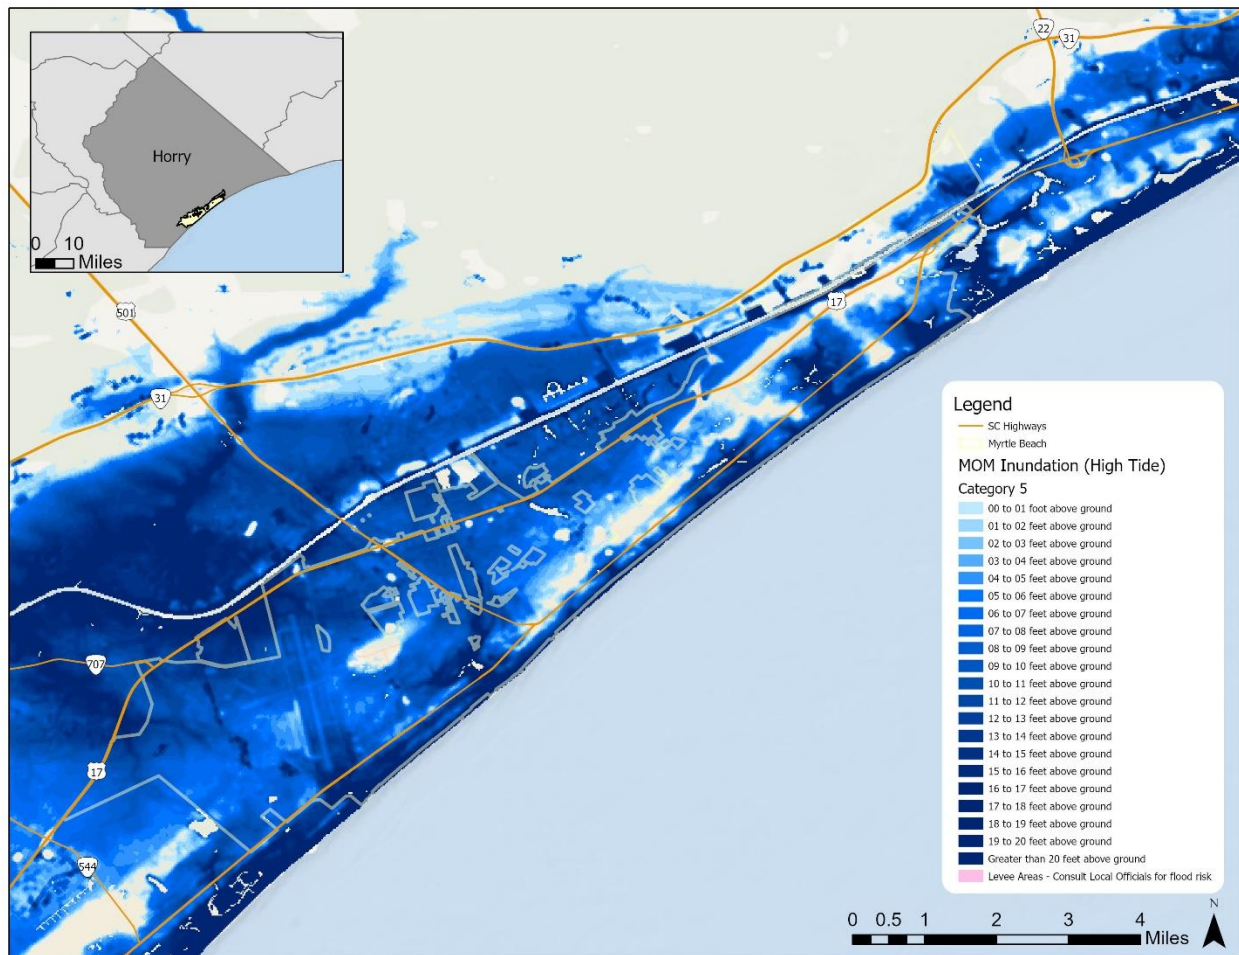 22
31
Horry
0 10
Miles
501
17
31
Legend
SC Highways
Myrtle Beach
MOM Inundation (High Tide)
Category 5
00 to 01 foot above ground
01 to 02 feet above ground
02 to 03 feet above ground
03 to 04 feet above ground
04 to 05 feet above ground
05 to 06 feet above ground
06 to 07 feet above ground
07 to 08 feet above ground
08 to 09 feet above ground
09 to 10 feet above ground
10 to 11 feet above ground
11 to 12 feet above ground
12 to 13 feet above ground
13 to 14 feet above ground
14 to 15 feet above ground
15 to 16 feet above ground
16 to 17 feet above ground
17 to 18 feet above ground
18 to 19 feet above ground
19 to 20 feet above ground
Greater than 20 feet above ground
Levee Areas - Consult Local Officials for flood risk
707
17
544
N
0 0.5 1 2 3 4
Miles